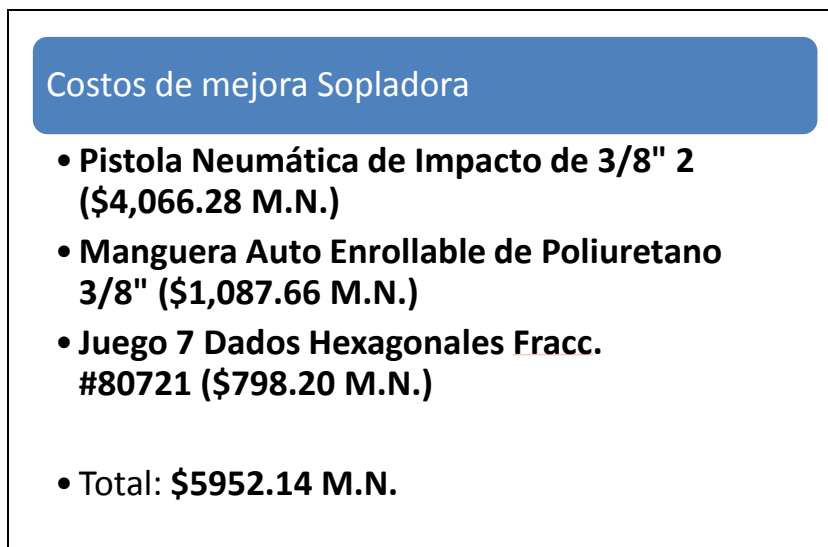 Costos de mejora Sopladora
• Pistola Neumática de Impacto de 3/8" 2
($4,066.28 M.N.)
• Manguera Auto Enrollable de Poliuretano
3/8" ($1,087.66 M.N.)
• Juego 7 Dados Hexagonales Fracc.
#80721 ($798.20 M.N.)
• Total: $5952.14 M.N.